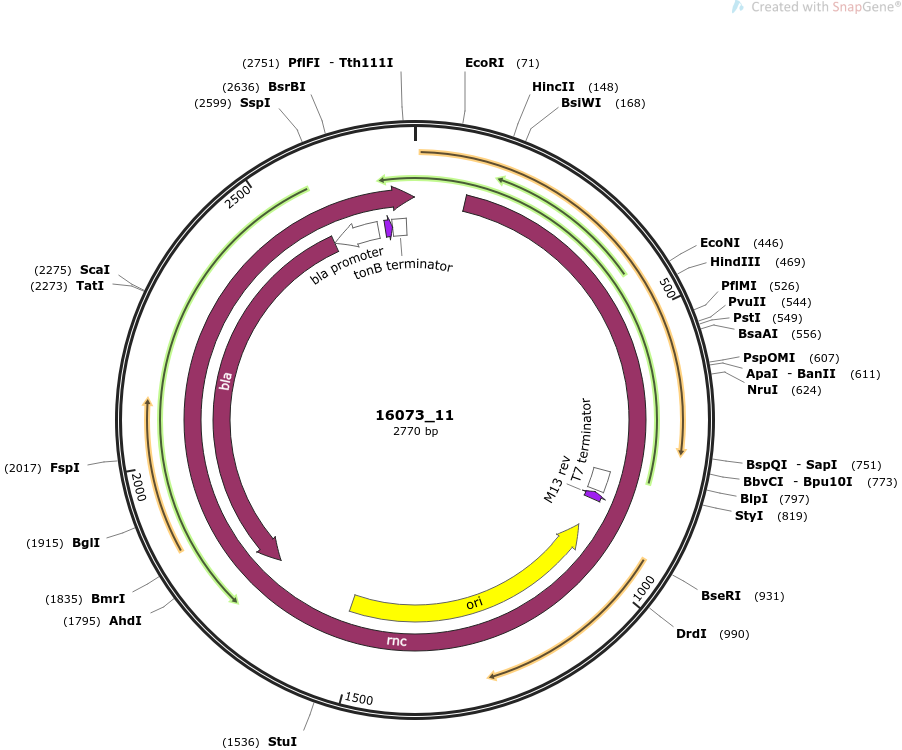 Created with SnapGene®
(2751) PflFI - Tth111I
EcoRI (71)
(2636) BsrBI
HincII (148)
(2599) SspI
BsiWI (168)
2500
EcoNI (446)
bla promoter
tonB terminator
HindIII (469)
(2275) ScaI
(2273) TatI
500
PflMI (526)
PvuII (544)
PstI (549)
BsaAI (556)
PspOMI (607)
ApaI - BanII (611)
NruI (624)
bla
16073_11
2770 bp
T7 terminator
M13 rev
(2017) FspI
2000
BspQI - SapI (751)
BbvCI - Bpu10I (773)
BlpI (797)
StyI (819)
(1915) BglI
(1835) BmrI
(1795) AhdI
BseRI (931)
1000
ori
DrdI (990)
rnc
1500
(1536) StuI